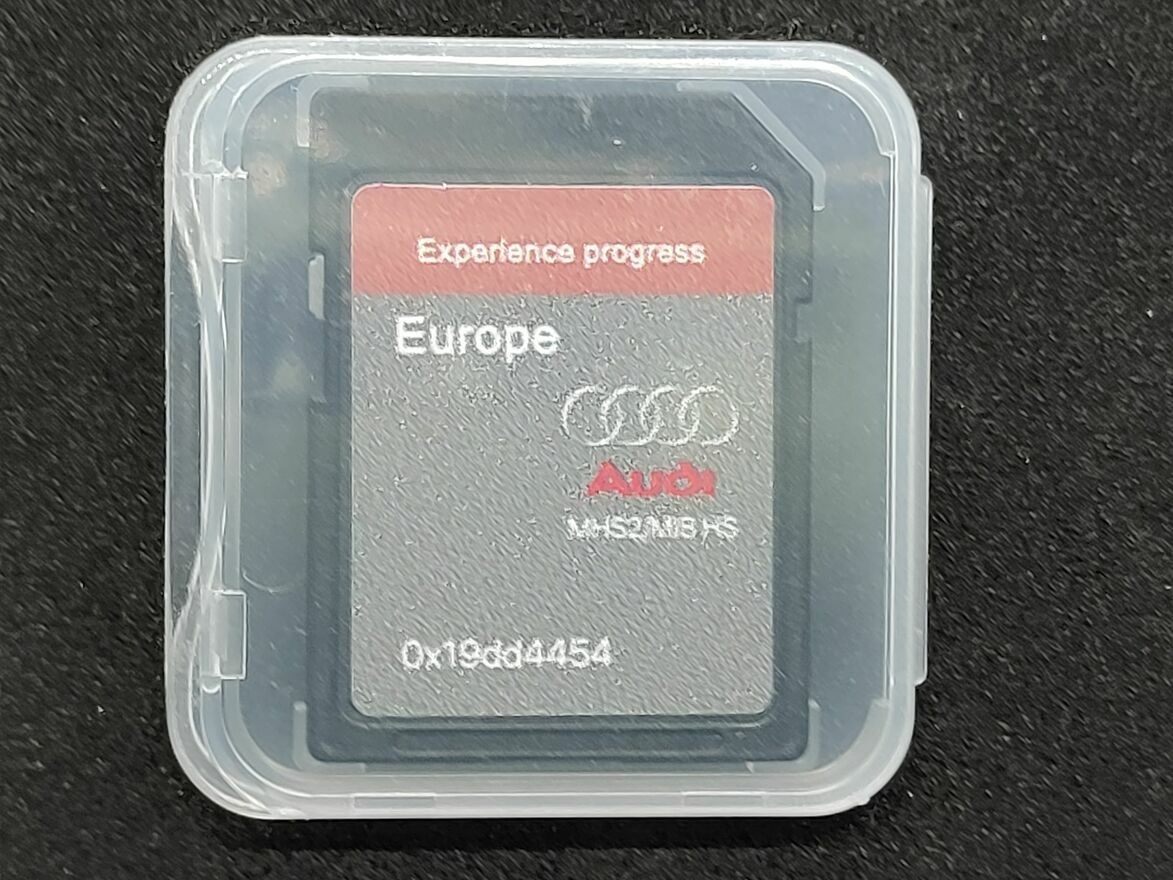 Experience progress
Europe
Audi
MHS2/MIB HS
0x19dd4454